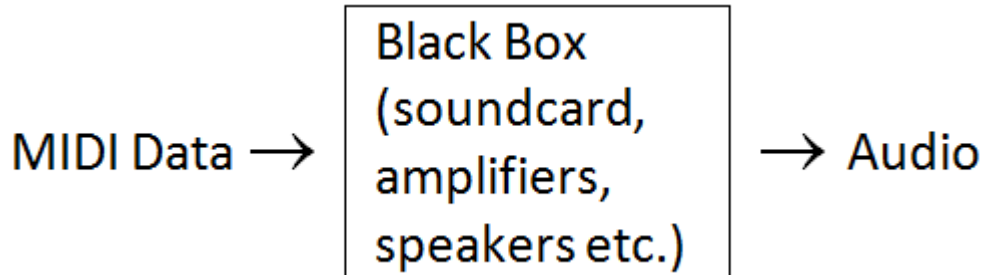 Black Box
(soundcard,
MIDI Data → amplifiers, → Audio
speakers etc.)